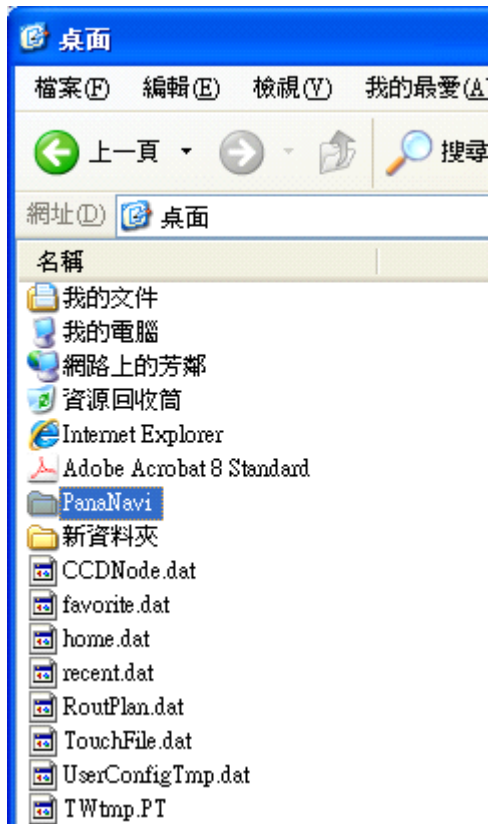 桌面
檔案(F) 編輯(E) 檢視(V) 我的最愛(A)
上一頁 搜尋
網址(D) 桌面
名稱
我的文件
我的電腦
網路上的芳鄰
資源回收筒
Internet Explorer
Adobe Acrobat 8 Standard
PanaNavi
新資料夾
CCDNode.dat
favorite.dat
home.dat
recent.dat
RoutPlan.dat
TouchFile.dat
UserConfigTmp.dat
TWtmp.PT